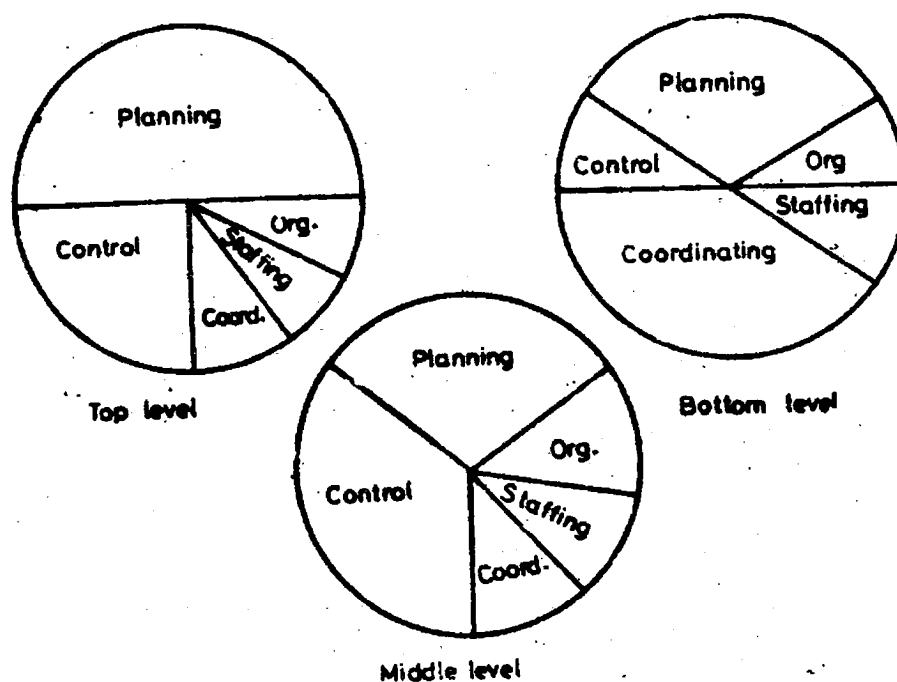 Planning
Org.
Staffing
Coord.
Control
Top level
Planning
Org
Staffing
Coordinating
Control
Bottom level
Planning
Org.
Staffing
Coord.
Control
Middle level